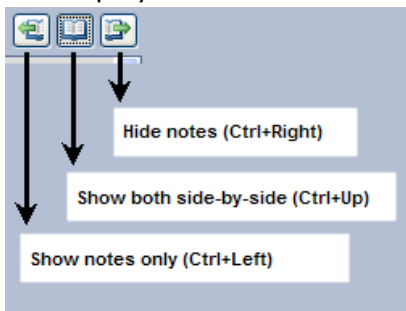 Hide notes (Ctrl+Right)
Show both side-by-side (Ctrl+Up)
Show notes only (Ctrl+Left)